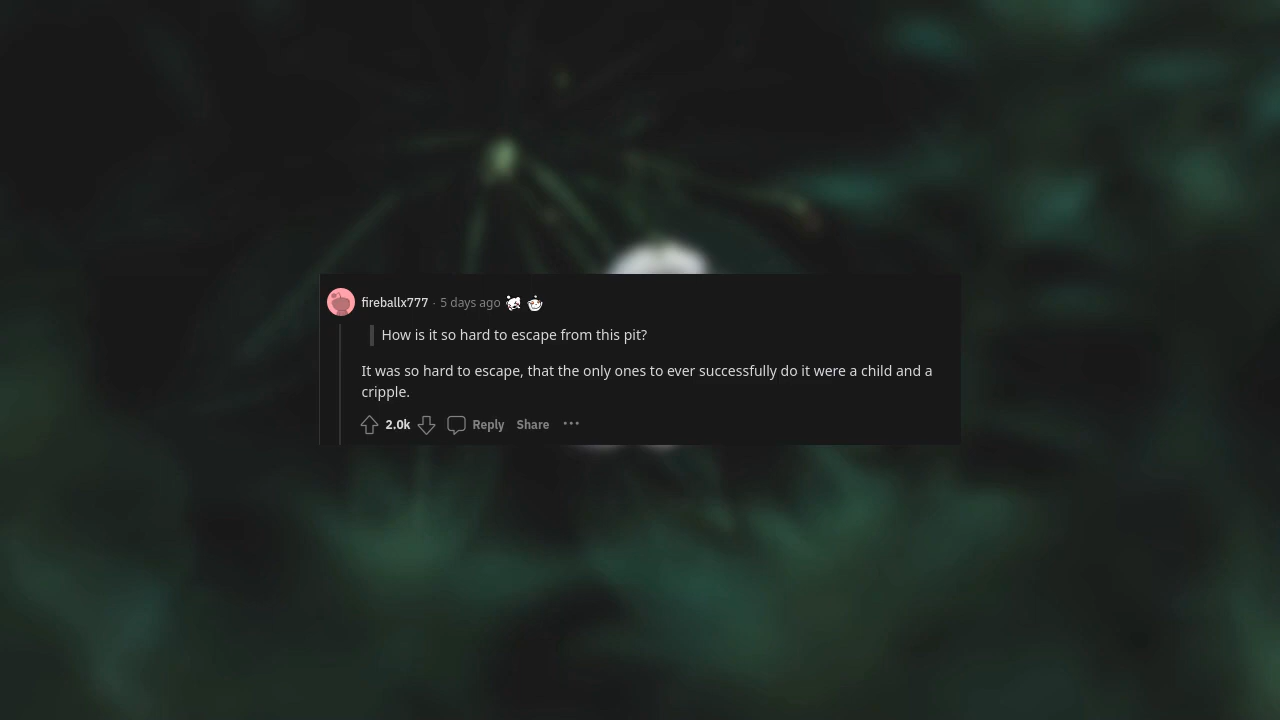 fireballx777 · 5 days ago
How is it so hard to escape from this pit?
It was so hard to escape, that the only ones to ever successfully do it were a child and a
cripple.
2.0k Reply Share ···